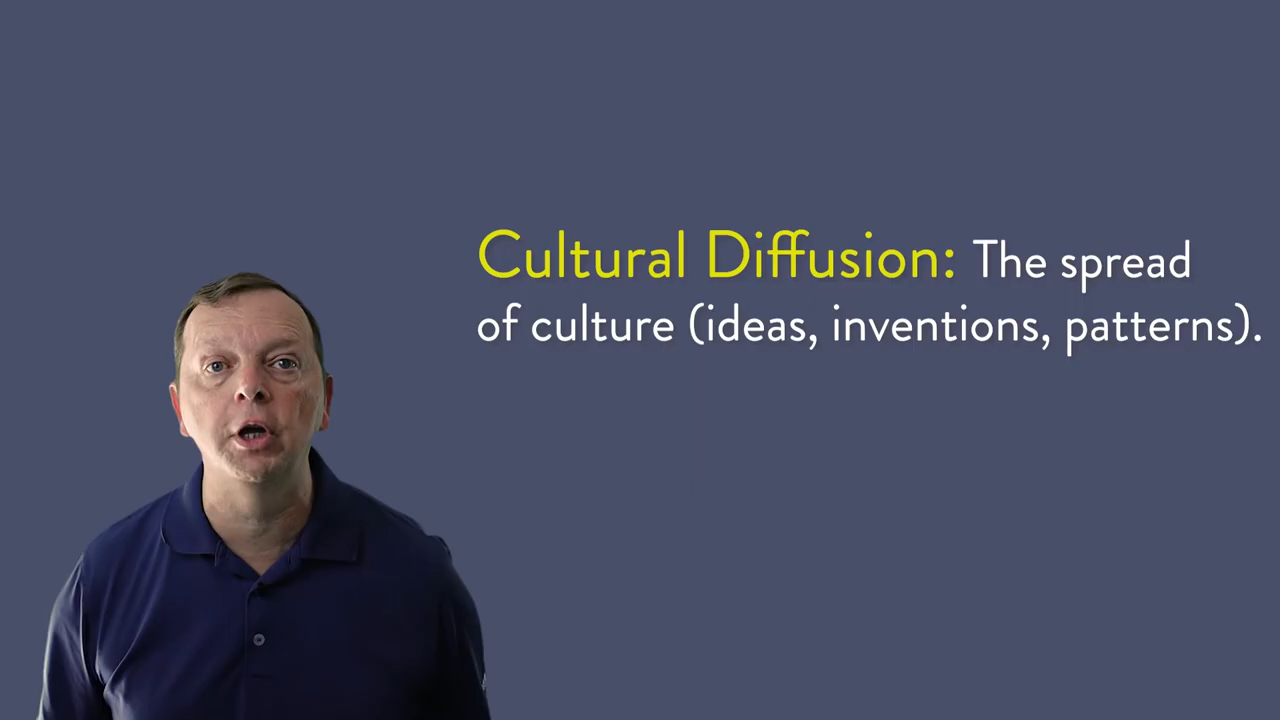 Cultural Diffusion: The spread
of culture (ideas, inventions, patterns).